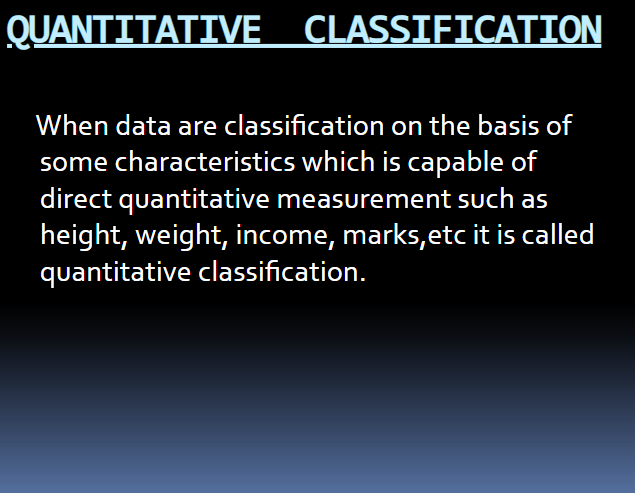 QUANTITATIVE CLASSIFICATION
When data are classification on the basis of
some characteristics which is capable of
direct quantitative measurement such as
height, weight, income, marks,etc it is called
quantitative classification.